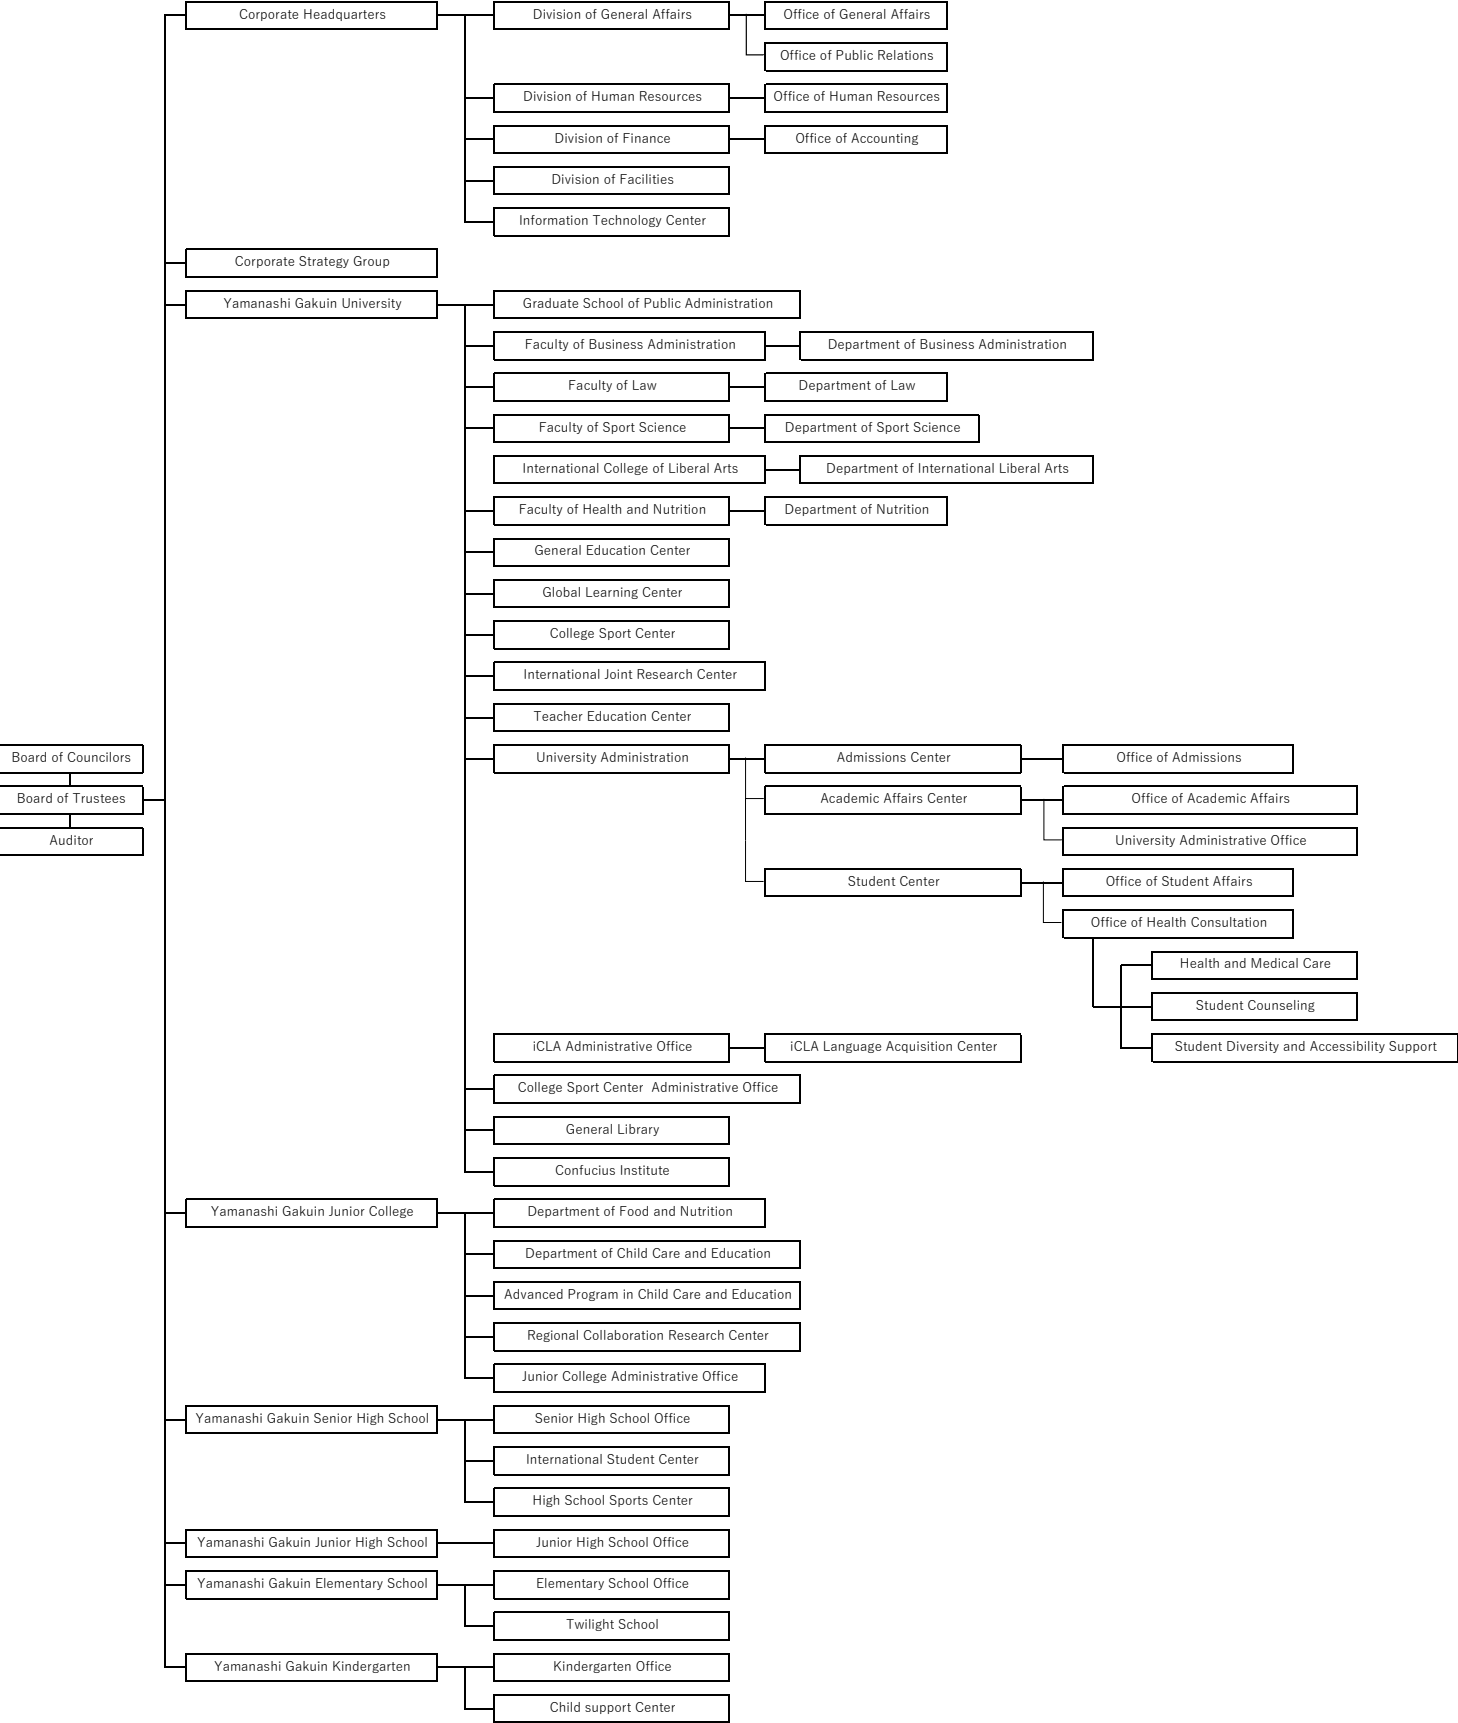 Corporate Headquarters
Division of General Affairs
Office of General Affairs
Office of Public Relations
Division of Human Resources
Office of Human Resources
Division of Finance
Office of Accounting
Division of Facilities
Information Technology Center
Corporate Strategy Group
Yamanashi Gakuin University
Graduate School of Public Administration
Faculty of Business Administration
Department of Business Administration
Faculty of Law
Department of Law
Faculty of Sport Science
Department of Sport Science
International College of Liberal Arts
Department of International Liberal Arts
Faculty of Health and Nutrition
Department of Nutrition
General Education Center
Global Learning Center
College Sport Center
International Joint Research Center
Teacher Education Center
Board of Councilors
University Administration
Admissions Center
Office of Admissions
Board of Trustees
Academic Affairs Center
Office of Academic Affairs
Auditor
University Administrative Office
Student Center
Office of Student Affairs
Office of Health Consultation
Health and Medical Care
Student Counseling
iCLA Administrative Office
iCLA Language Acquisition Center
Student Diversity and Accessibility Support
College Sport Center  Administrative Office
General Library
Confucius Institute
Yamanashi Gakuin Junior College
Department of Food and Nutrition
Department of Child Care and Education
Advanced Program in Child Care and Education
Regional Collaboration Research Center
Junior College Administrative Office
Yamanashi Gakuin Senior High School
Senior High School Office
International Student Center
High School Sports Center
Yamanashi Gakuin Junior High School
Junior High School Office
Yamanashi Gakuin Elementary School
Elementary School Office
Twilight School
Yamanashi Gakuin Kindergarten
Kindergarten Office
Child support Center